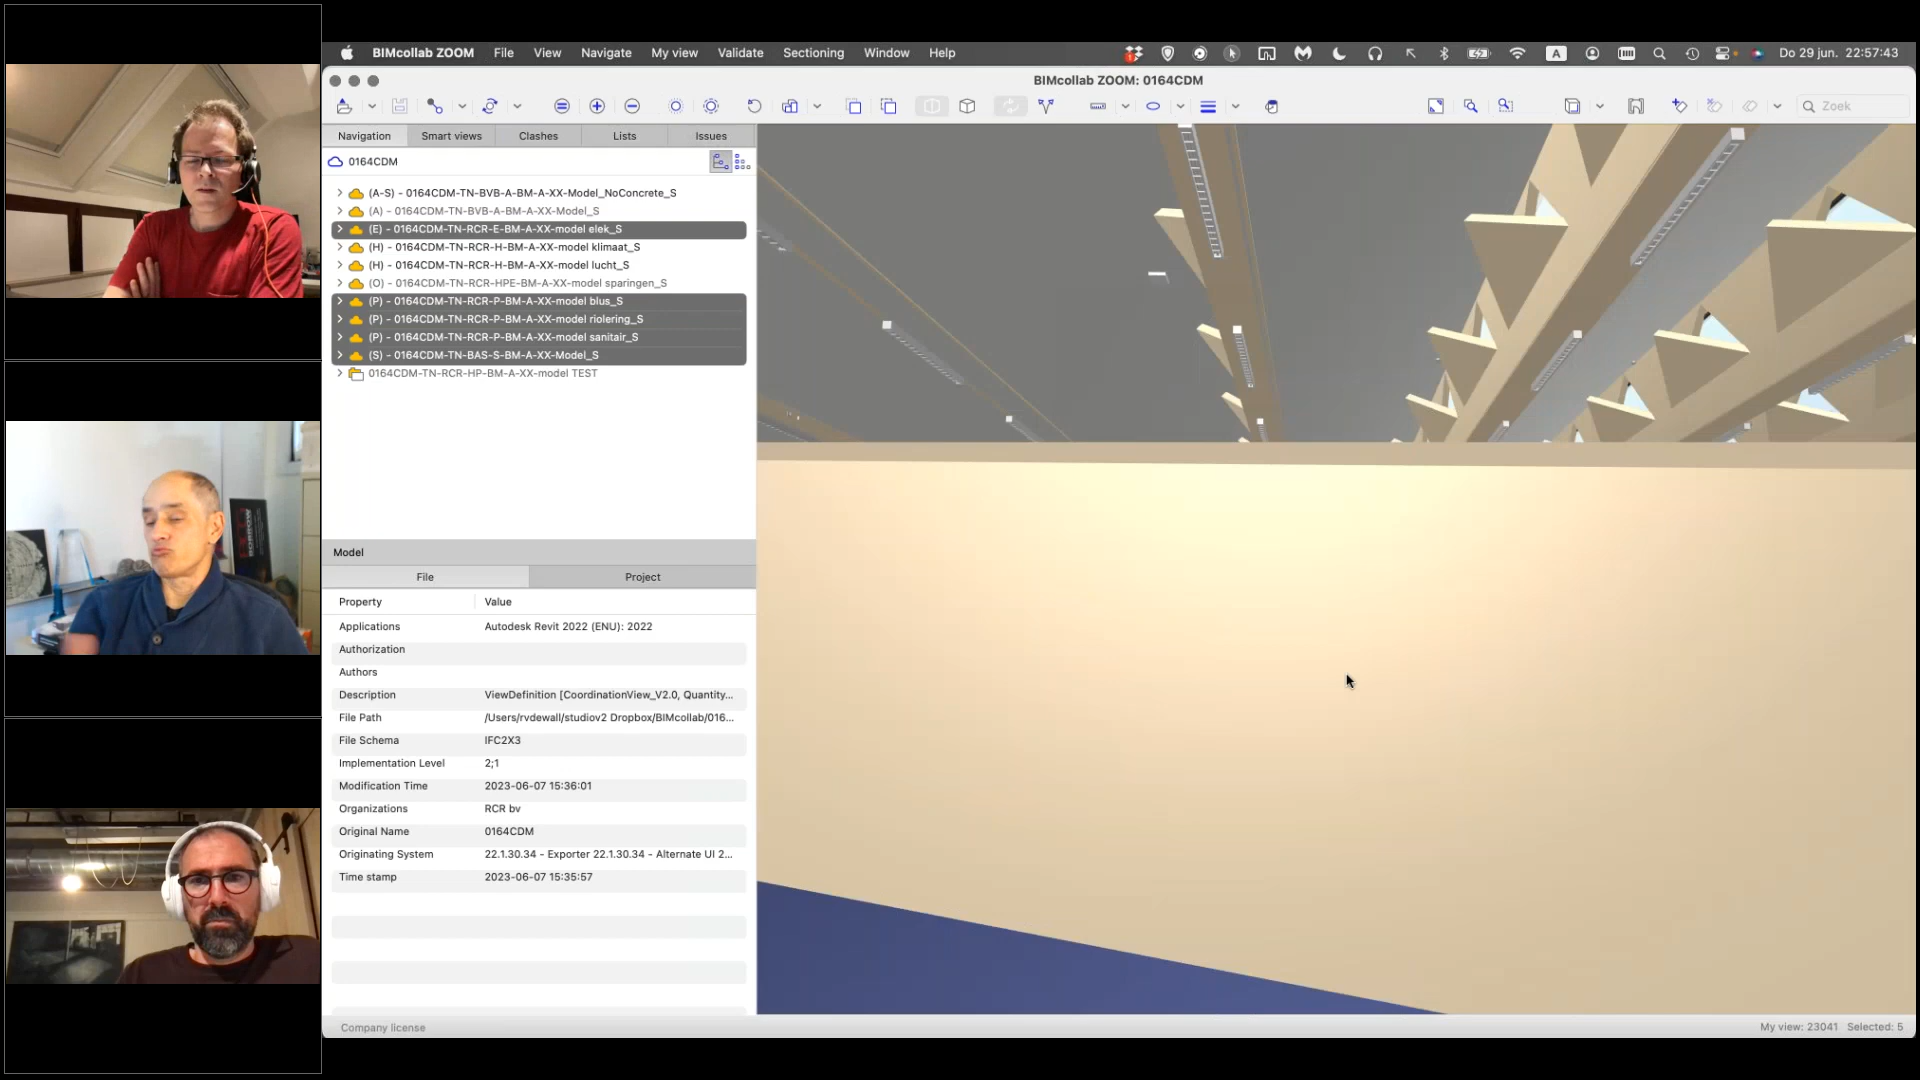 BIMcollab ZOOM File View Navigate My view Validate Sectioning Window Help
A Do 29 jun. 22:57:43
BIMcollab ZOOM: 0164CDM
Zoek
Navigation Smart views Clashes Lists Issues
0164CDM
(A-S) - 0164CDM-TN-BVB-A-BM-A-XX-Model_NoConcrete_S
(A) - 0164CDM-TN-BVB-A-BM-A-XX-Model_S
(E) - 0164CDM-TN-RCR-E-BM-A-XX-model elek_S
(H) - 0164CDM-TN-RCR-H-BM-A-XX-model klimaat_S
(H) - 0164CDM-TN-RCR-H-BM-A-XX-model lucht_S
(O) - 0164CDM-TN-RCR-HPE-BM-A-XX-model sparingen_S
(P) - 0164CDM-TN-RCR-P-BM-A-XX-model blus_S
(P) - 0164CDM-TN-RCR-P-BM-A-XX-model riolering_S
(P) - 0164CDM-TN-RCR-P-BM-A-XX-model sanitair_S
(S) - 0164CDM-TN-BAS-S-BM-A-XX-Model_S
0164CDM-TN-RCR-HP-BM-A-XX-model TEST
Model
File Project
Property Value
Applications Autodesk Revit 2022 (ENU): 2022
Authorization
Authors
Description ViewDefinition [CoordinationView_V2.0, Quantity...
File Path /Users/rvdewall/studiov2 Dropbox/BIMcollab/016...
File Schema IFC2X3
Implementation Level 2;1
Modification Time 2023-06-07 15:36:01
Organizations RCR bv
Original Name 0164CDM
Originating System 22.1.30.34 - Exporter 22.1.30.34 - Alternate UI 2...
Time stamp 2023-06-07 15:35:57
Company license
My view: 23041 Selected: 5